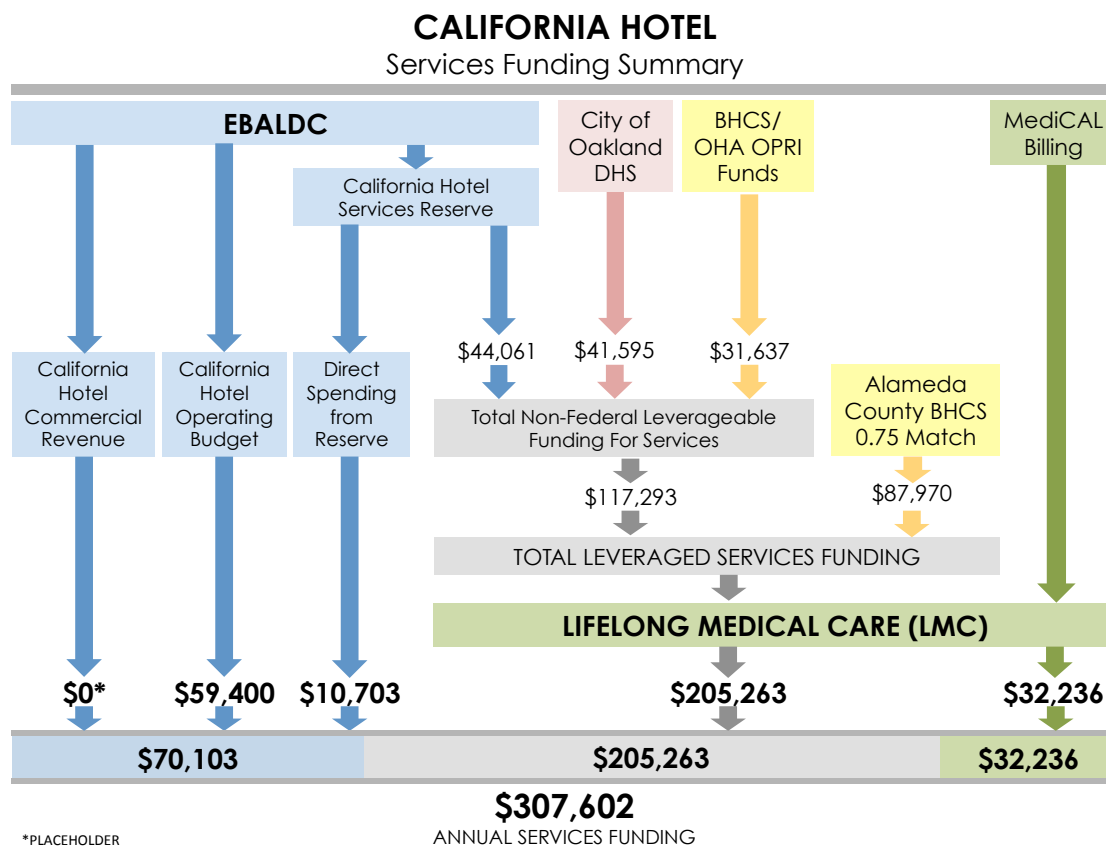 CALIFORNIA HOTEL
Services Funding Summary
EBALDC
City of
Oakland
DHS
BHCS/
OHA OPRI
Funds
MediCAL
Billing
California Hotel
Services Reserve
$44,061
$41,595
$31,637
California
Hotel
Commercial
Revenue
California
Hotel
Operating
Budget
Direct
Spending
from
Reserve
Total Non-Federal Leverageable
Funding For Services
Alameda
County BHCS
0.75 Match
$117,293
$87,970
TOTAL LEVERAGED SERVICES FUNDING
LIFELONG MEDICAL CARE (LMC)
$0*
$59,400
$10,703
$205,263
$32,236
$70,103
$205,263
$32,236
$307,602
ANNUAL SERVICES FUNDING
*PLACEHOLDER